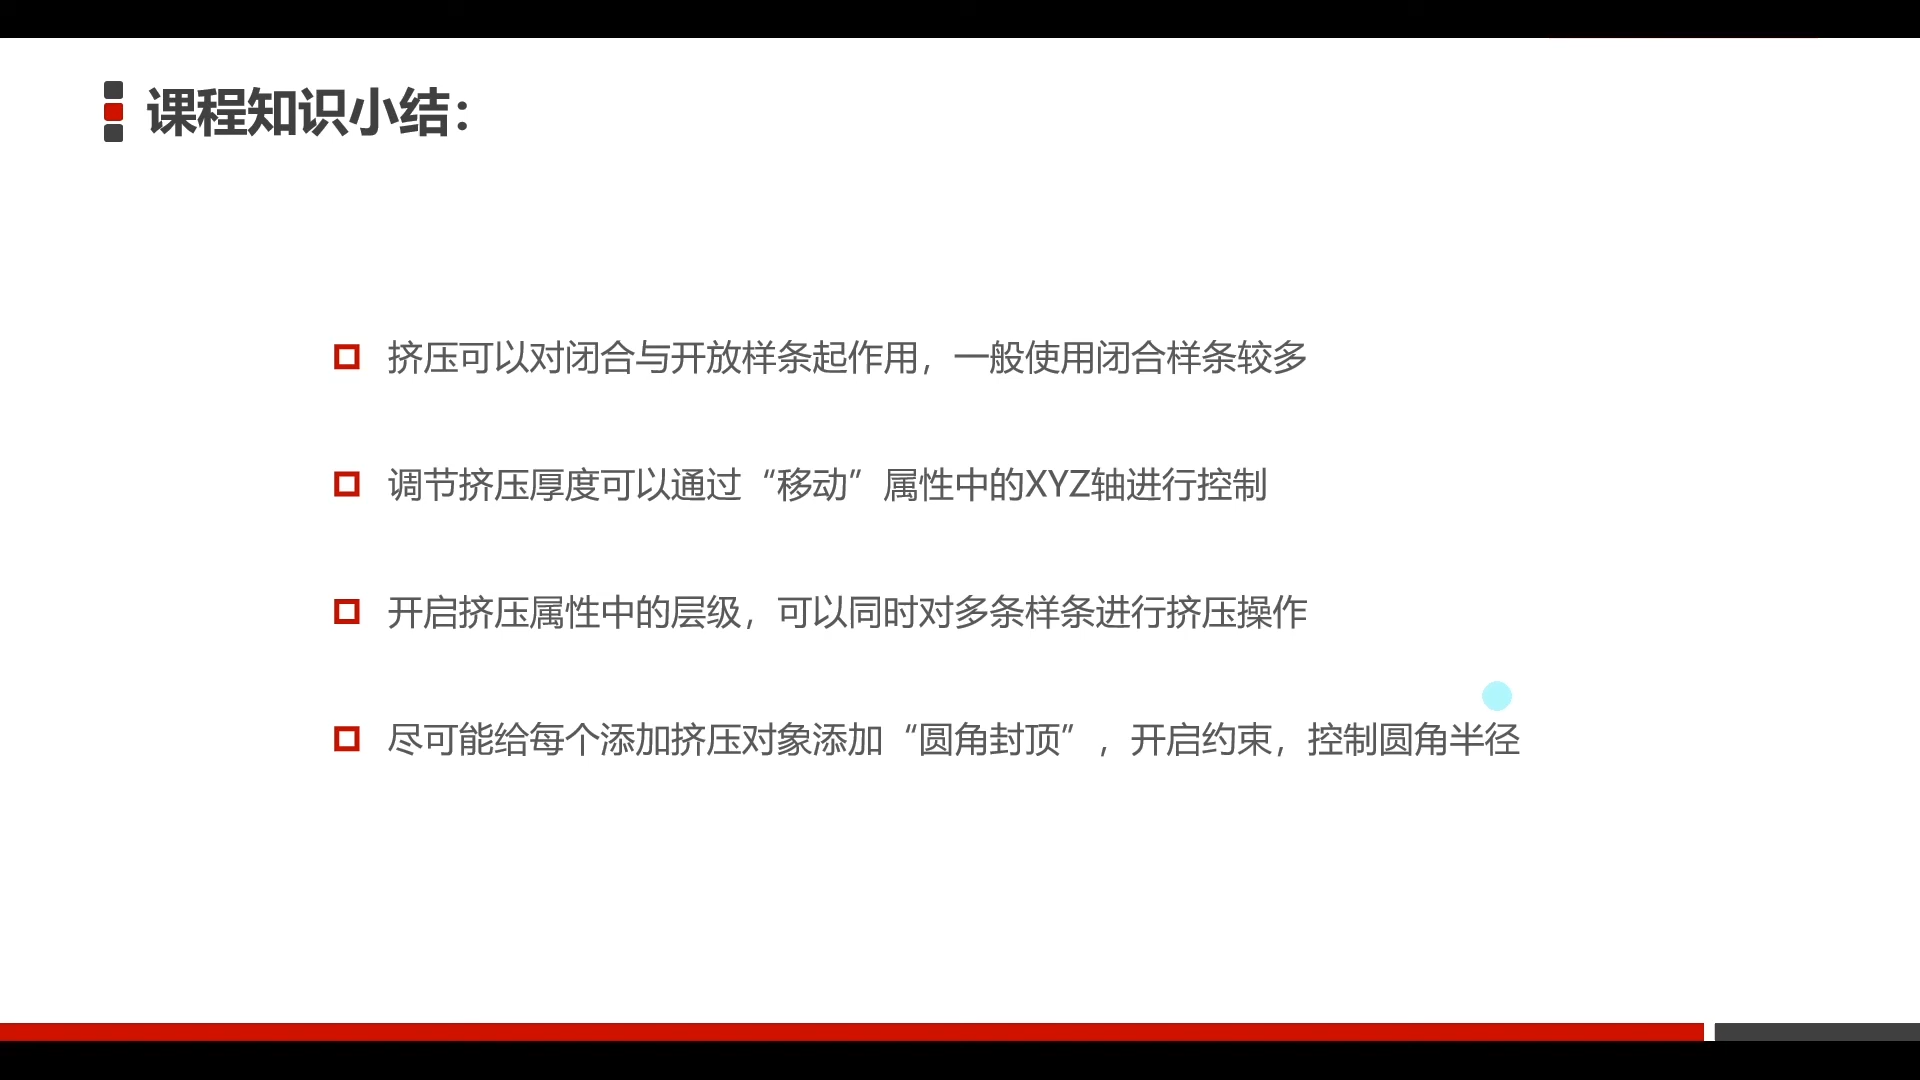 课程知识小结：
挤压可以对闭合与开放样条起作用，一般使用闭合样条较多
调节挤压厚度可以通过“移动”属性中的XYZ轴进行控制
开启挤压属性中的层级，可以同时对多条样条进行挤压操作
尽可能给每个添加挤压对象添加“圆角封顶”，开启约束，控制圆角半径